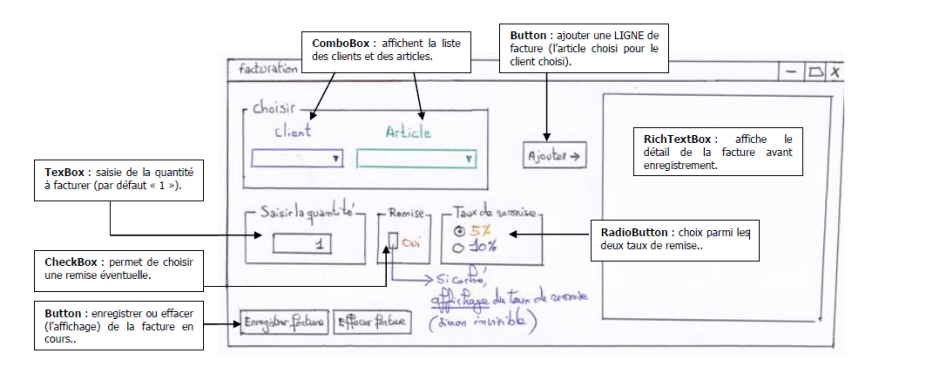 ComboBox : affichent la liste
des clients et des articles.
Button : ajouter une LIGNE de
facture (l'article choisi pour le
client choisi).
facturation
X
choisir
Client
Article
Ajouter →
RichTextBox : affiche le
détail de la facture avant
enregistrement.
TexBox : saisie de la quantité
à facturer (par défaut « 1 »).
Saisir la quantité
1
Remise
oui
Taux de remise
5%
10%
RadioButton : choix parmi les
deux taux de remise..
CheckBox : permet de choisir
une remise éventuelle.
Si coché,
affichage du taux de remise
(sinon invisible)
Button : enregistrer ou effacer
(l'affichage) de la facture en
cours..
Enregistrer facture
Effacer facture